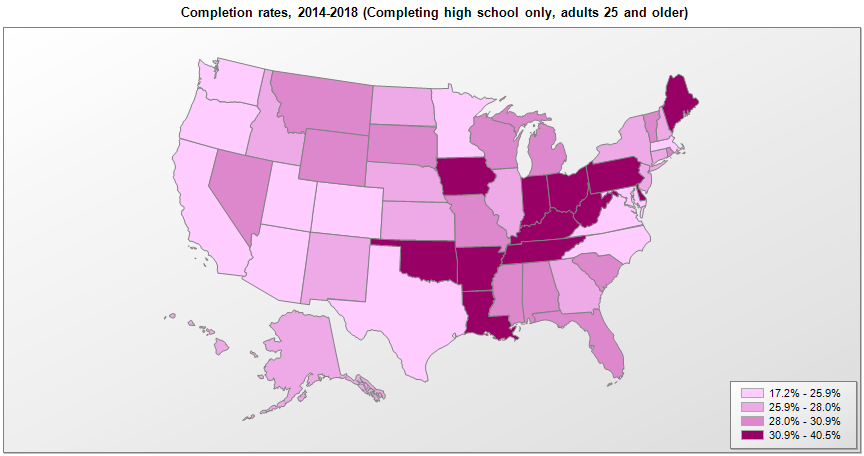 Completion rates, 2014-2018 (Completing high school only, adults 25 and older)
17.2% - 25.9%
25.9% - 28.0%
28.0% - 30.9%
30.9% - 40.5%